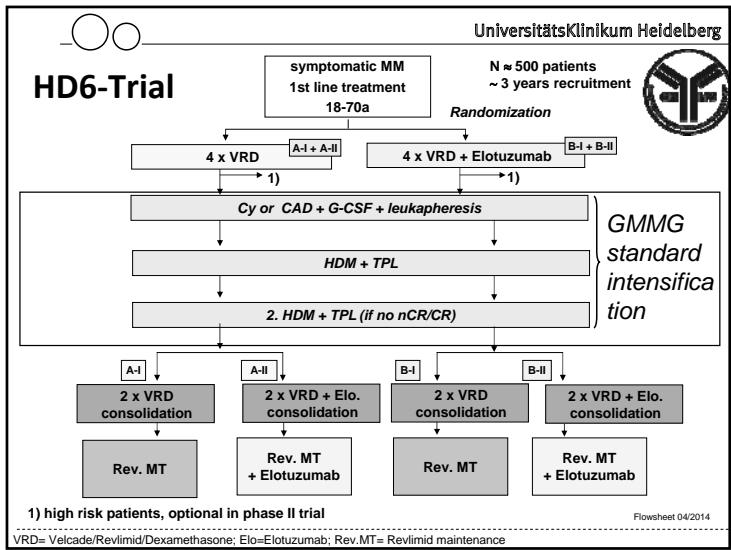 UniversitätsKlinikum Heidelberg
HD6-Trial
symptomatic MM
1st line treatment
18-70a
N ≈ 500 patients
~ 3 years recruitment
Randomization
4 x VRD
A-I + A-II
4 x VRD + Elotuzumab
B-I + B-II
1)
1)
Cy or CAD + G-CSF + leukapheresis
HDM + TPL
2. HDM + TPL (if no nCR/CR)
GMMG
standard
intensifica
tion
A-I
A-II
B-I
B-II
2 x VRD
consolidation
2 x VRD + Elo.
consolidation
2 x VRD
consolidation
2 x VRD + Elo.
consolidation
Rev. MT
Rev. MT
+ Elotuzumab
Rev. MT
Rev. MT
+ Elotuzumab
1) high risk patients, optional in phase II trial
Flowsheet 04/2014
VRD= Velcade/Revlimid/Dexamethasone; Elo=Elotuzumab; Rev.MT= Revlimid maintenance